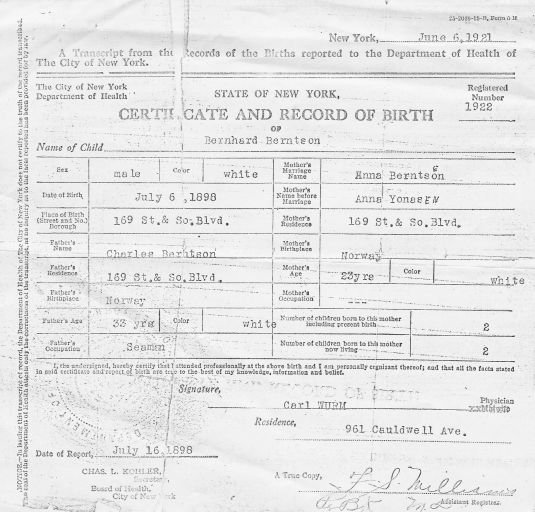 25-2088-18-B, Form 0 18
New York, June 6, 1921
A Transcript from the Records of the Births reported to the Department of Health of
The City of New York.
The City of New York
Department of Health
STATE OF NEW YORK.
Registered
Number
1922
CERTIFICATE AND RECORD OF BIRTH
OF
Name of Child Bernhard Berntson
Sex male Color white Mother's Marriage Name Anna Berntson
Date of Birth July 6, 1898 Mother's Name before Marriage Anna Yonasen
Place of Birth (Street and No.) Borough 169 St. & So. Blvd. Mother's Residence 169 St. & So. Blvd.
Father's Name Charles Berntson Mother's Birthplace Norway
Father's Residence 169 St. & So. Blvd. Mother's Age 23yrs Color white
Father's Birthplace Norway Mother's Occupation ---
Father's Age 33 yrs Color white Number of children born to this mother including present birth 2
Father's Occupation Seaman Number of children born to this mother now living 2
I, the undersigned, hereby certify that I attended professionally at the above birth and I am personally cognizant thereof; and that all the facts stated
in said certificate and report of birth are true to the best of my knowledge, information and belief.
Signature, Carl WURM Physician
Residence, 961 Cauldwell Ave.
Date of Report, July 16, 1898
CHAS. L. KOHLER,
Secretary,
Board of Health,
City of New York
A True Copy,
Assistant Registrar.